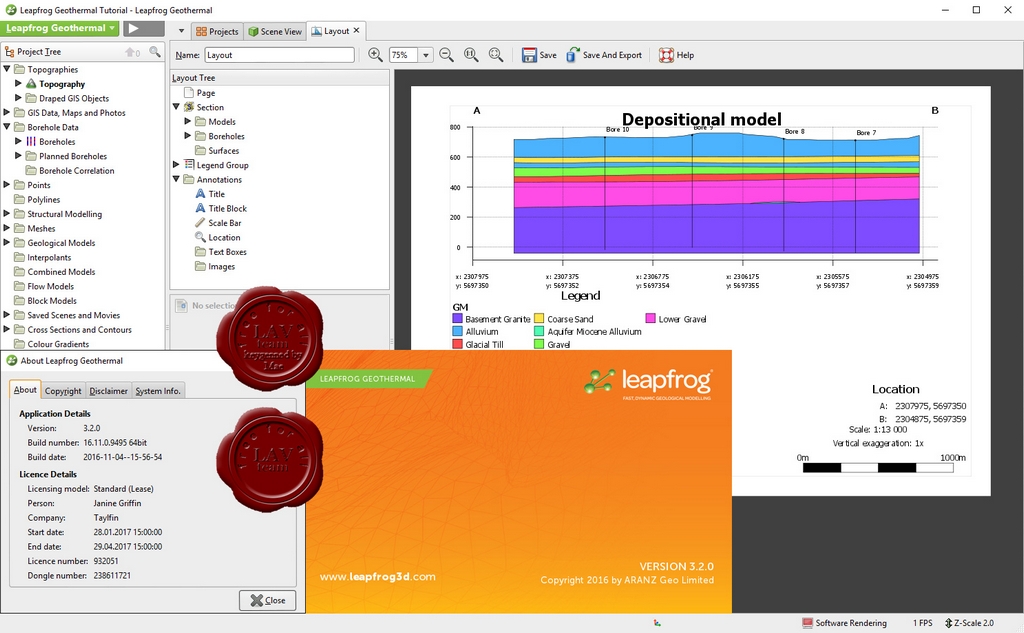 Leapfrog Geothermal Tutorial - Leapfrog Geothermal
Leapfrog Geothermal
Projects
Scene View
Layout
Project Tree
0
Topographies
Topography
Draped GIS Objects
GIS Data, Maps and Photos
Borehole Data
Boreholes
Planned Boreholes
Borehole Correlation
Points
Polylines
Structural Modelling
Meshes
Geological Models
Interpolants
Combined Models
Flow Models
Block Models
Saved Scenes and Movies
Cross Sections and Contours
Colour Gradients
Name: Layout
75%
Save
Save And Export
Help
Layout Tree
Page
Section
Models
Boreholes
Surfaces
Legend Group
Annotations
Title
Title Block
Scale Bar
Location
Text Boxes
Images
No selectio
A
B
Depositional model
Bore 10
Bore 9
Bore 8
Bore 7
800
600
400
200
0
x: 2307975
y: 5697350
x: 2307375
y: 5697352
x: 2306775
y: 5697354
x: 2306175
y: 5697355
x: 2305575
y: 5697357
x: 2304975
y: 5697359
Legend
GM
Basement Granite
Coarse Sand
Lower Gravel
Alluvium
Aquifer Miocene Alluvium
Glacial Till
Gravel
Location
A: 2307975, 5697350
B: 2304875, 5697359
Scale: 1:13 000
Vertical exaggeration: 1x
0m
1000m
LAV
team
keygenned by
Mae
LAV
team
About Leapfrog Geothermal
About
Copyright
Disclaimer
System Info.
Application Details
Version: 3.2.0
Build number: 16.11.0.9495 64bit
Build date: 2016-11-04--15-56-54
Licence Details
Licensing model: Standard (Lease)
Person: Janine Griffin
Company: Taylfin
Start date: 28.01.2017 15:00:00
End date: 29.04.2017 15:00:00
Licence number: 932051
Dongle number: 238611721
Close
LEAPFROG GEOTHERMAL
leapfrog
FAST, DYNAMIC GEOLOGICAL MODELLING
www.leapfrog3d.com
VERSION 3.2.0
Copyright 2016 by ARANZ Geo Limited
Software Rendering
1 FPS
Z-Scale 2.0